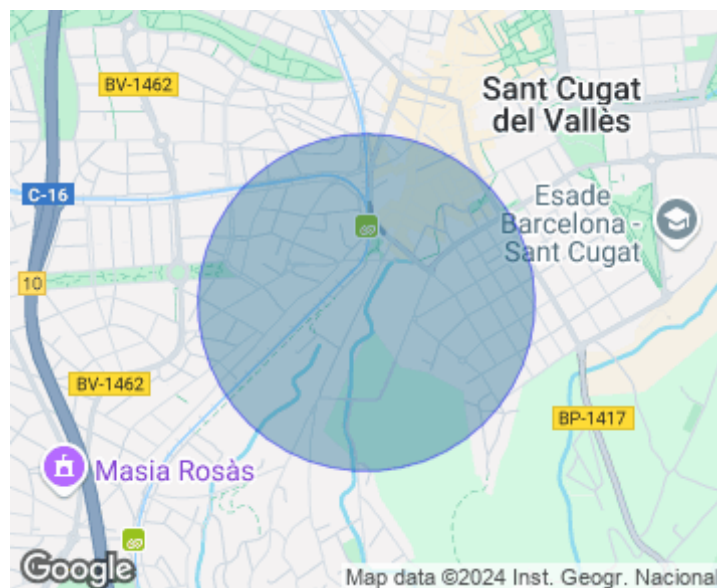 BV-1462
Sant Cugat
del Vallès
C-16
Esade
Barcelona -
Sant Cugat
10
BV-1462
BP-1417
Masia Rosàs
Google
Map data ©2024 Inst. Geogr. Nacional